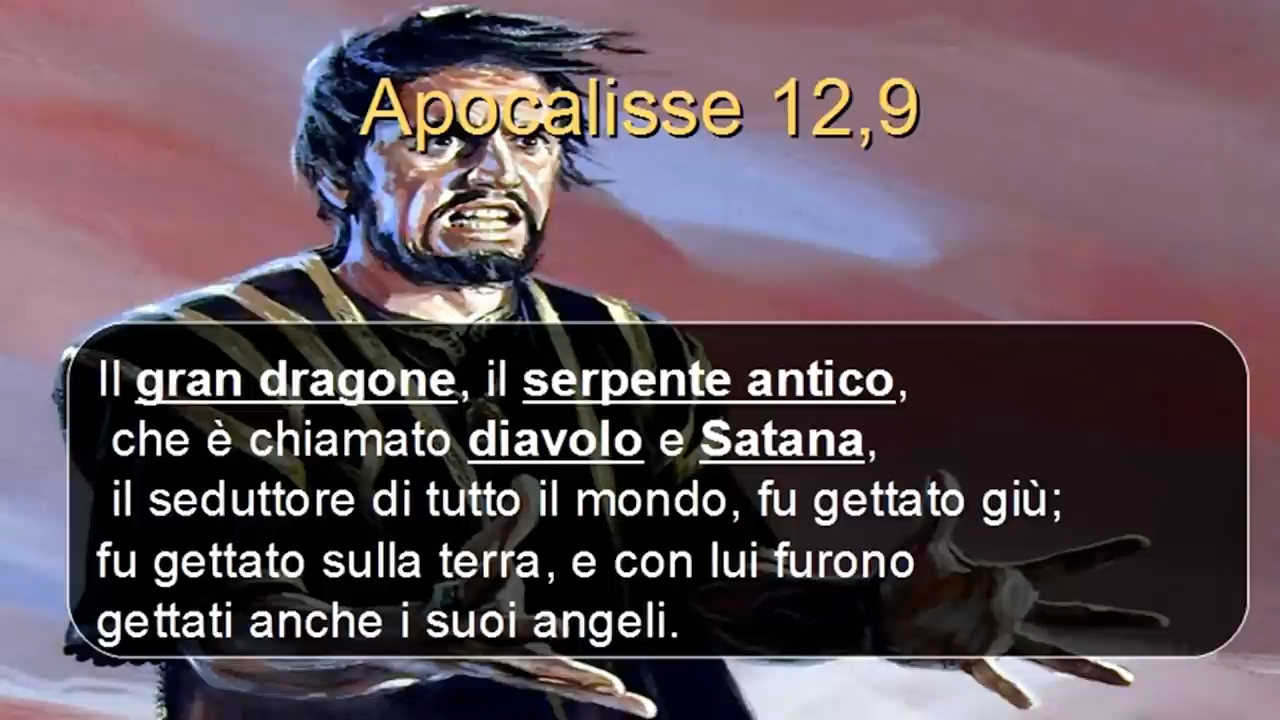 Apocalisse 12,9
Il gran dragone, il serpente antico,
che è chiamato diavolo e Satana,
il seduttore di tutto il mondo, fu gettato giù;
fu gettato sulla terra, e con lui furono
gettati anche i suoi angeli.